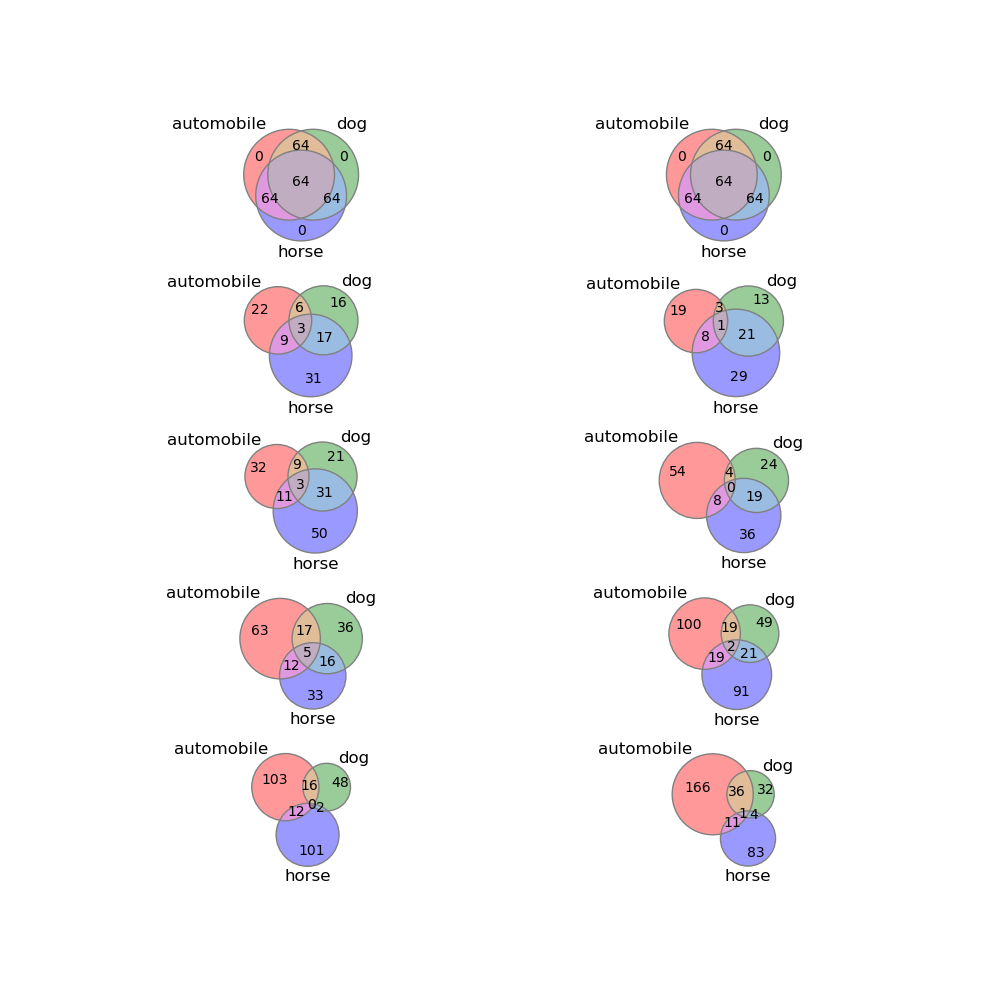 automobile dog automobile dog
0 64 0 0 64 0
64 64
64 64 64 64
0 0
horse horse
automobile dog automobile dog
22 6 16 19 3 13
3 1
9 17 8 21
31 29
horse horse
automobile dog automobile dog
32 9 21 54 4 24
3 0
11 31 8 19
50 36
horse horse
automobile dog automobile dog
63 17 36 100 19 49
5 2
12 16 19 21
33 91
horse horse
automobile dog automobile dog
103 16 48 166 36 32
0 1
12 2 11 4
101 83
horse horse